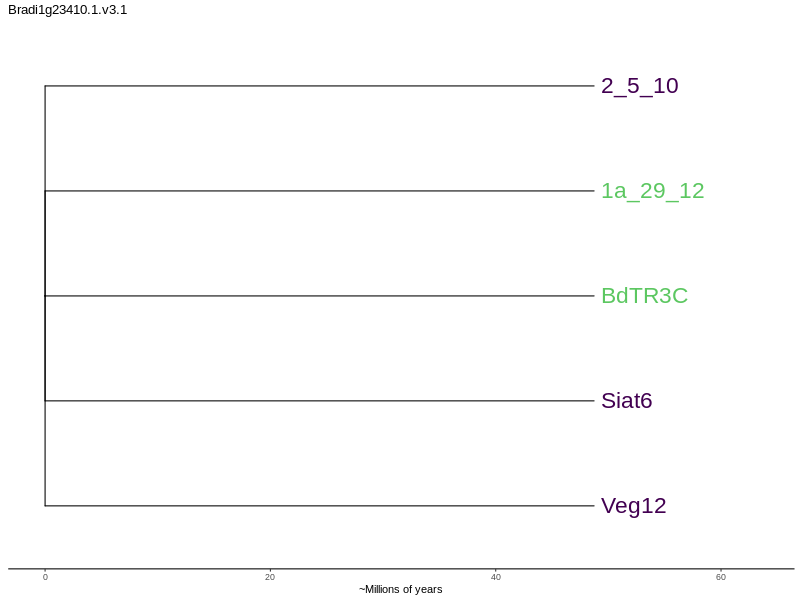 Bradi1g23410.1.v3.1
2_5_10
1a_29_12
BdTR3C
Siat6
Veg12
0 20 40 60
~Millions of years